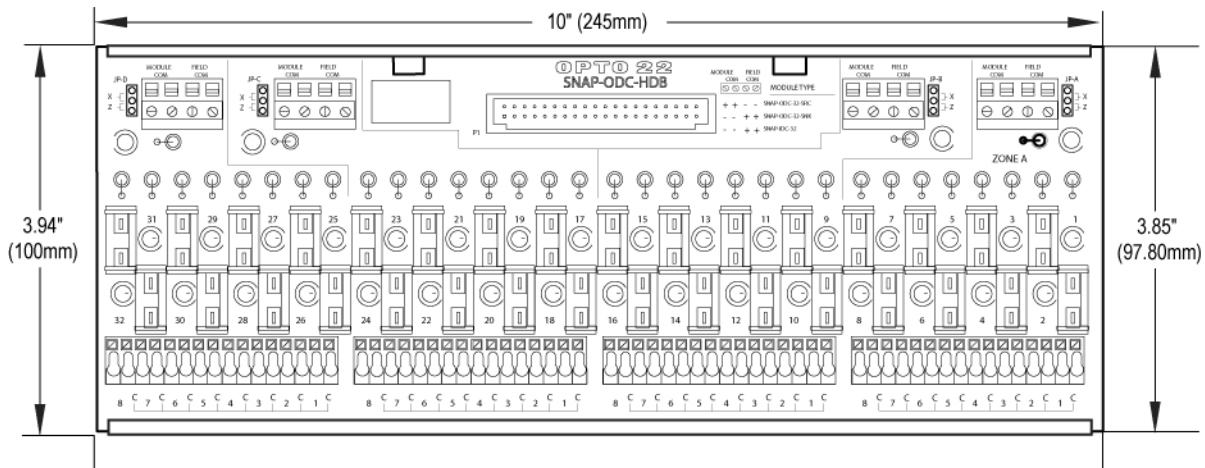 10" (245mm)
3.94"
(100mm)
3.85"
(97.80mm)
OPTO 22
SNAP-ODC-HDB
JP-D
MODULE COM
FIELD COM
X
Z
JP-C
MODULE COM
FIELD COM
X
Z
P1
MODULE COM
FIELD COM
MODULE TYPE
+ + - - SNAP-ODC-32-SRC
- - + + SNAP-ODC-32-SNK
- - + + SNAP-IDC-32
MODULE COM
FIELD COM
JP-B
X
Z
MODULE COM
FIELD COM
JP-A
X
Z
ZONE A
31 29 27 25 23 21 19 17 15 13 11 9 7 5 3 1
32 30 28 26 24 22 20 18 16 14 12 10 8 6 4 2
8 C 7 C 6 C 5 C 4 C 3 C 2 C 1 C 8 C 7 C 6 C 5 C 4 C 3 C 2 C 1 C 8 C 7 C 6 C 5 C 4 C 3 C 2 C 1 C 8 C 7 C 6 C 5 C 4 C 3 C 2 C 1 C